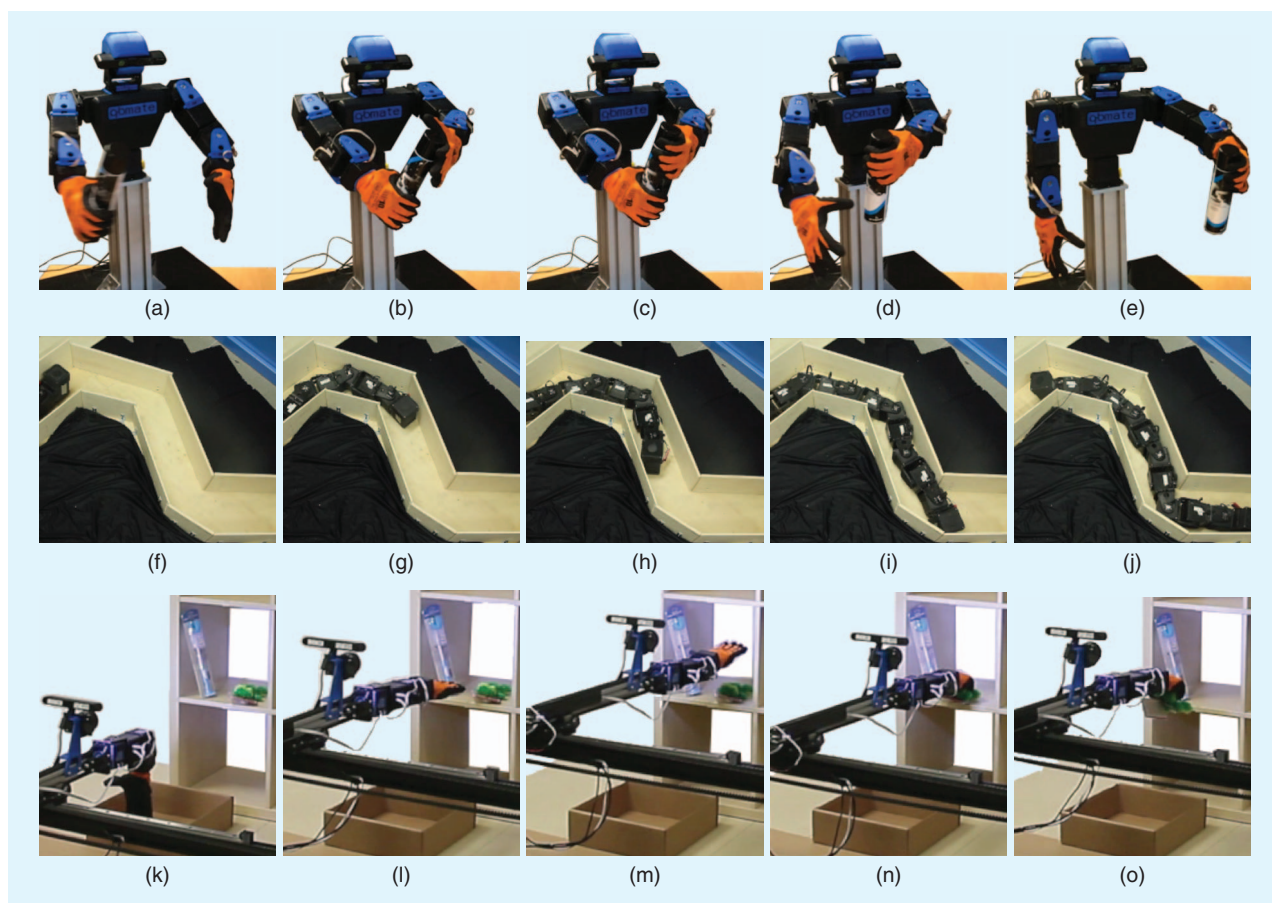 qbmate
qbmate
qbmate
qbmate
qbmate
(a)
(b)
(c)
(d)
(e)
(f)
(g)
(h)
(i)
(j)
(k)
(l)
(m)
(n)
(o)